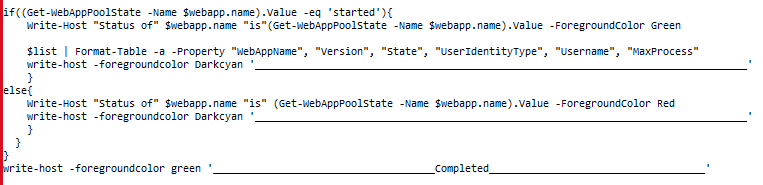 if((Get-WebAppPoolState -Name $webapp.name).Value -eq 'started'){
Write-Host "Status of" $webapp.name "is"(Get-WebAppPoolState -Name $webapp.name).Value -ForegroundColor Green
$list | Format-Table -a -Property "WebAppName", "Version", "State", "UserIdentityType", "Username", "MaxProcess"
write-host -foregroundcolor Darkcyan '______________________________________________________________________________'
}
else{
Write-Host "Status of" $webapp.name "is" (Get-WebAppPoolState -Name $webapp.name).Value -ForegroundColor Red
write-host -foregroundcolor Darkcyan '______________________________________________________________________________'
}
}
}
write-host -foregroundcolor green '___________________________________Completed___________________________________'